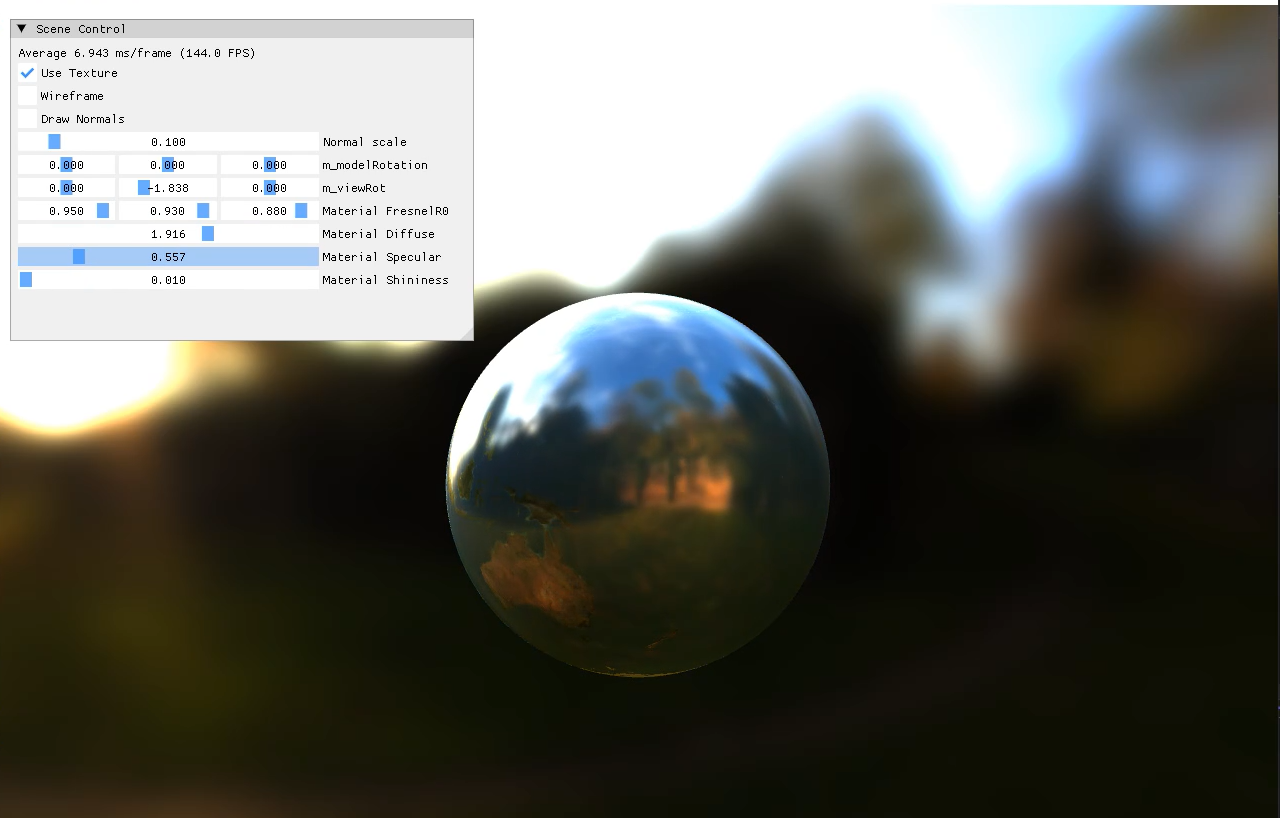 Scene Control
Average 6.943 ms/frame (144.0 FPS)
Use Texture
Wireframe
Draw Normals
0.100 Normal scale
0.000 0.000 0.000 m_modelRotation
0.000 -1.838 0.000 m_viewRot
0.950 0.930 0.880 Material FresnelR0
1.916 Material Diffuse
0.557 Material Specular
0.010 Material Shininess